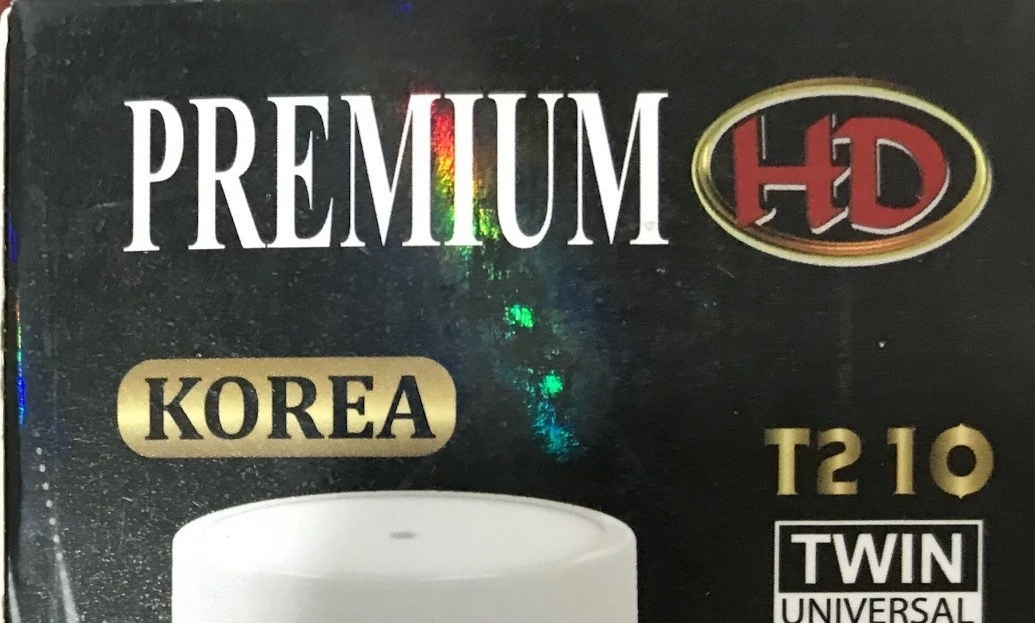 PREMIUM HD
KOREA
T2 10
TWIN
UNIVERSAL